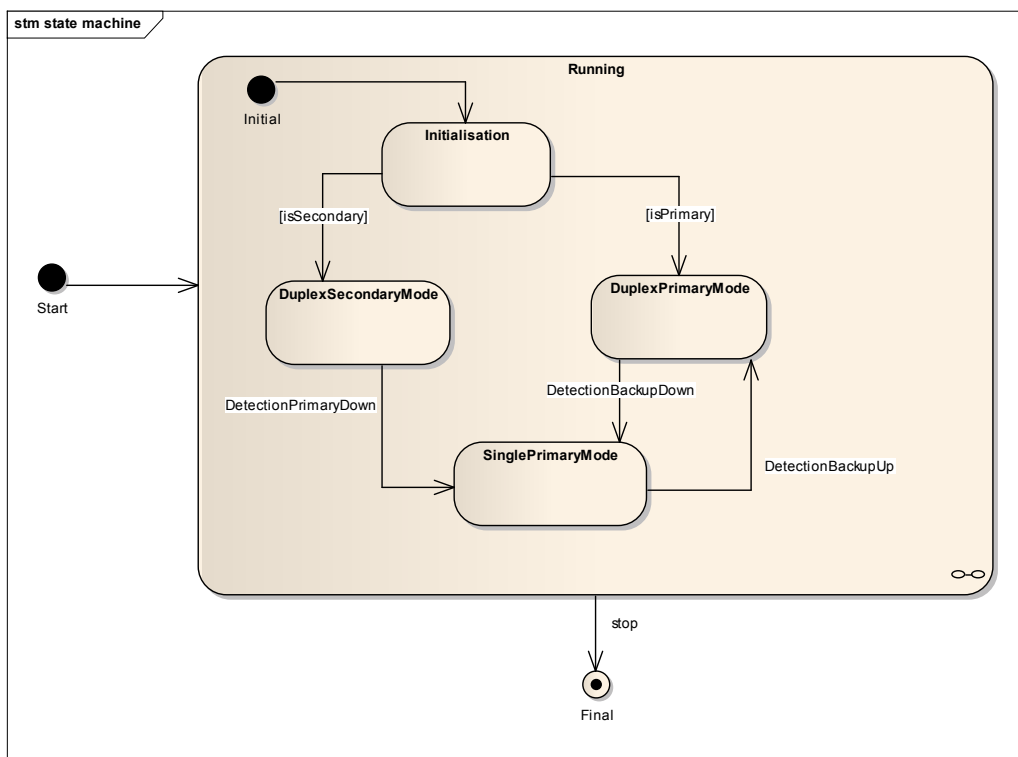 stm state machine
Running
Initial
Initialisation
[isSecondary]
[isPrimary]
Start
DuplexSecondaryMode
DuplexPrimaryMode
DetectionPrimaryDown
DetectionBackupDown
SinglePrimaryMode
DetectionBackupUp
stop
Final